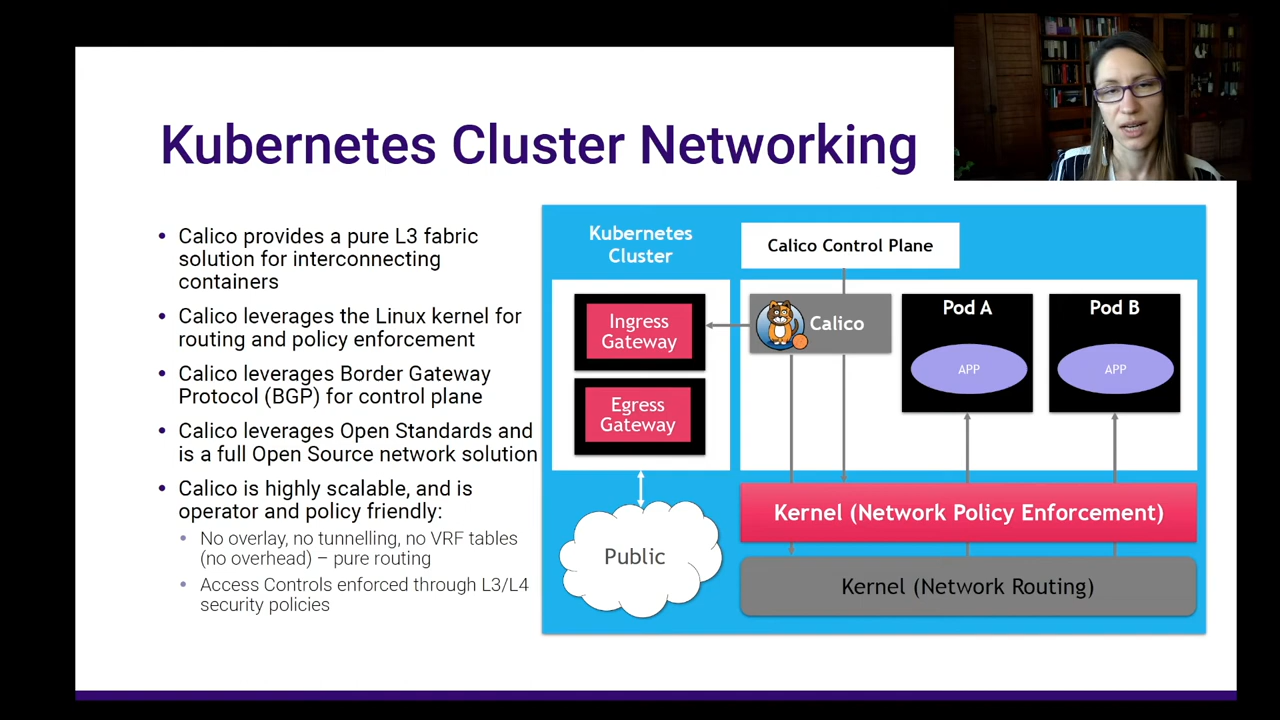 Kubernetes Cluster Networking
• Calico provides a pure L3 fabric
solution for interconnecting
containers
• Calico leverages the Linux kernel for
routing and policy enforcement
• Calico leverages Border Gateway
Protocol (BGP) for control plane
• Calico leverages Open Standards and
is a full Open Source network solution
• Calico is highly scalable, and is
operator and policy friendly:
• No overlay, no tunnelling, no VRF tables
(no overhead) – pure routing
• Access Controls enforced through L3/L4
security policies
Kubernetes
Cluster
Calico Control Plane
Ingress
Gateway
Egress
Gateway
Calico
Pod A
APP
Pod B
APP
Kernel (Network Policy Enforcement)
Public
Kernel (Network Routing)